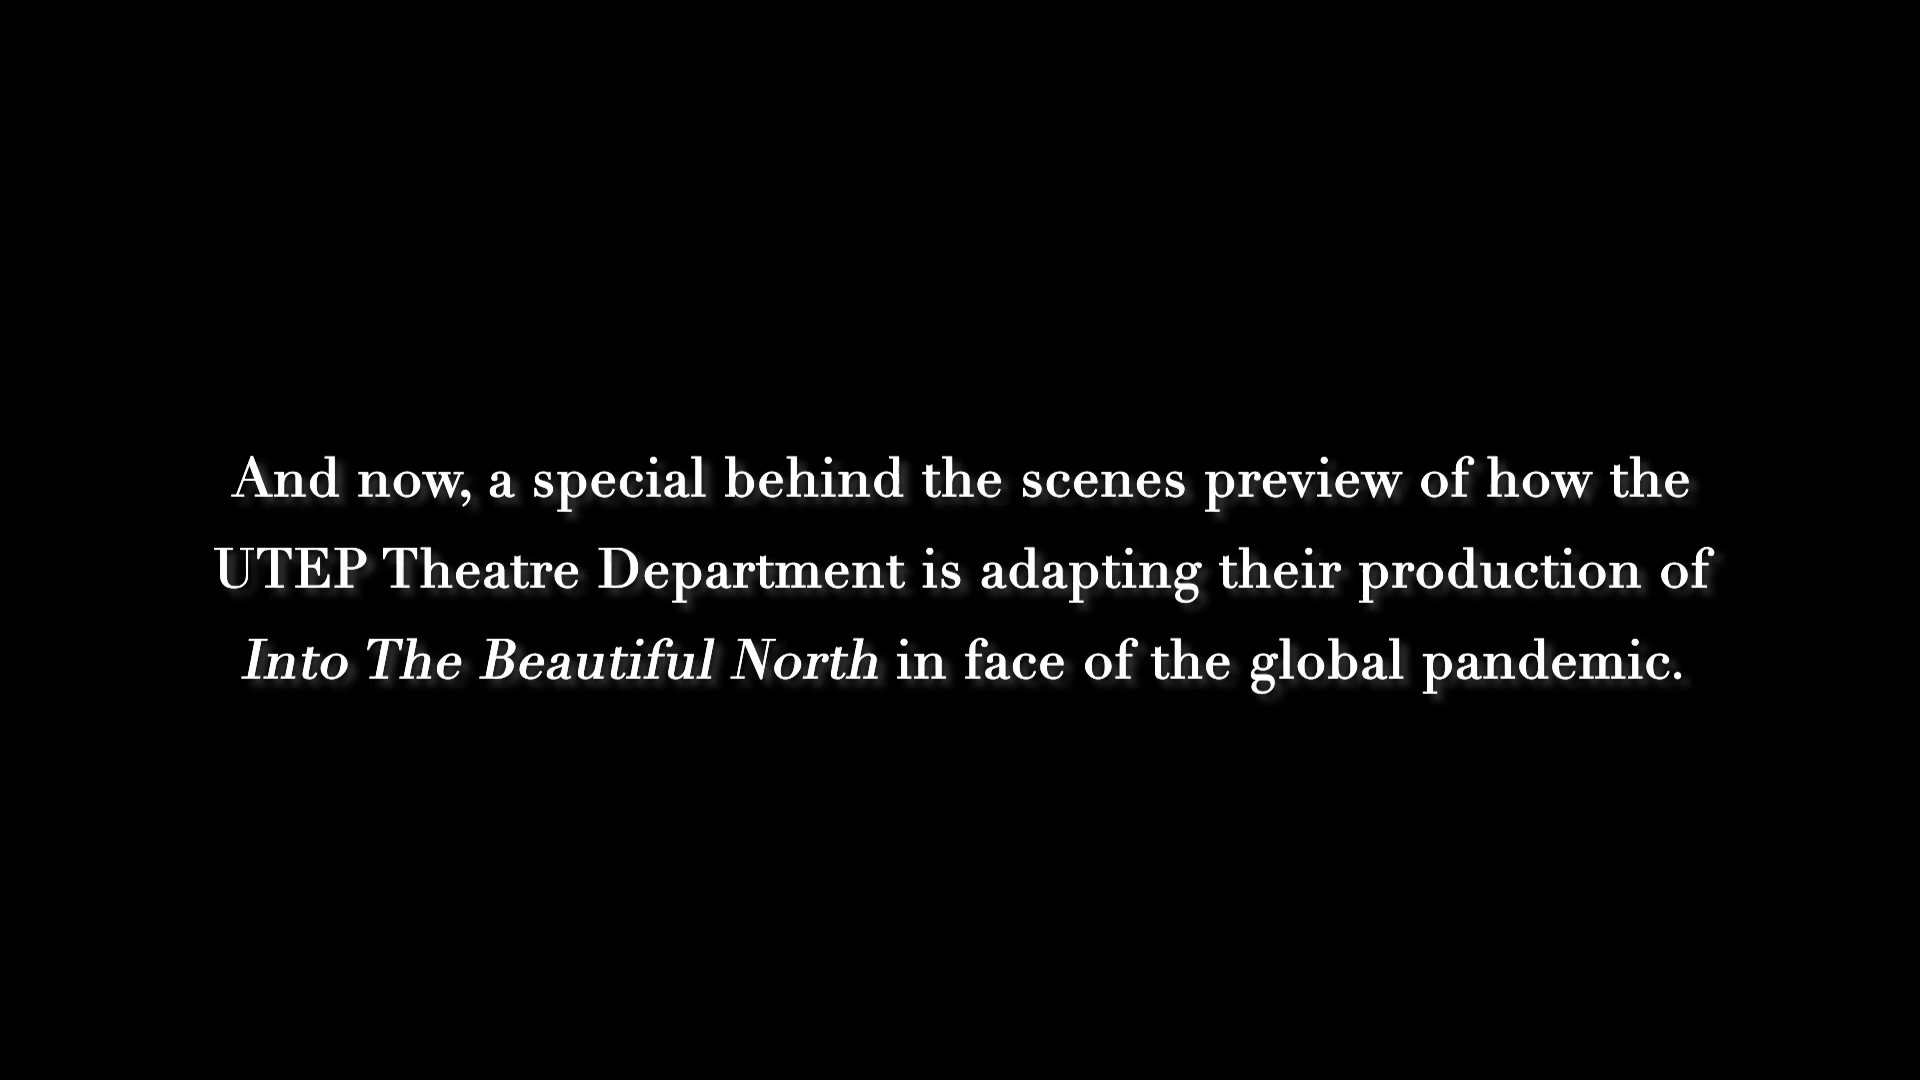 And now, a special behind the scenes preview of how the
UTEP Theatre Department is adapting their production of
Into The Beautiful North in face of the global pandemic.